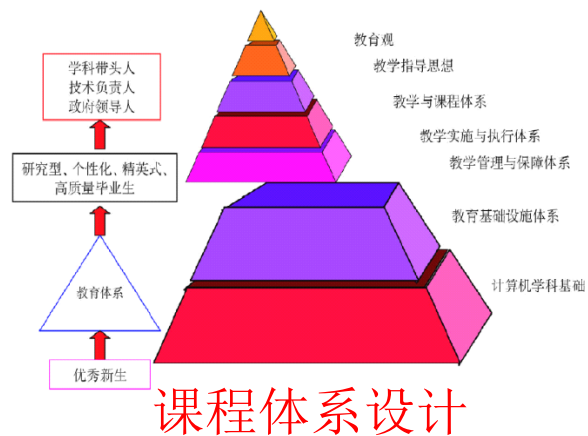 学科带头人
技术负责人
政府领导人
研究型、个性化、精英式、
高质量毕业生
教育体系
优秀新生
教育观
教学指导思想
教学与课程体系
教学实施与执行体系
教学管理与保障体系
教育基础设施体系
计算机学科基础
课程体系设计